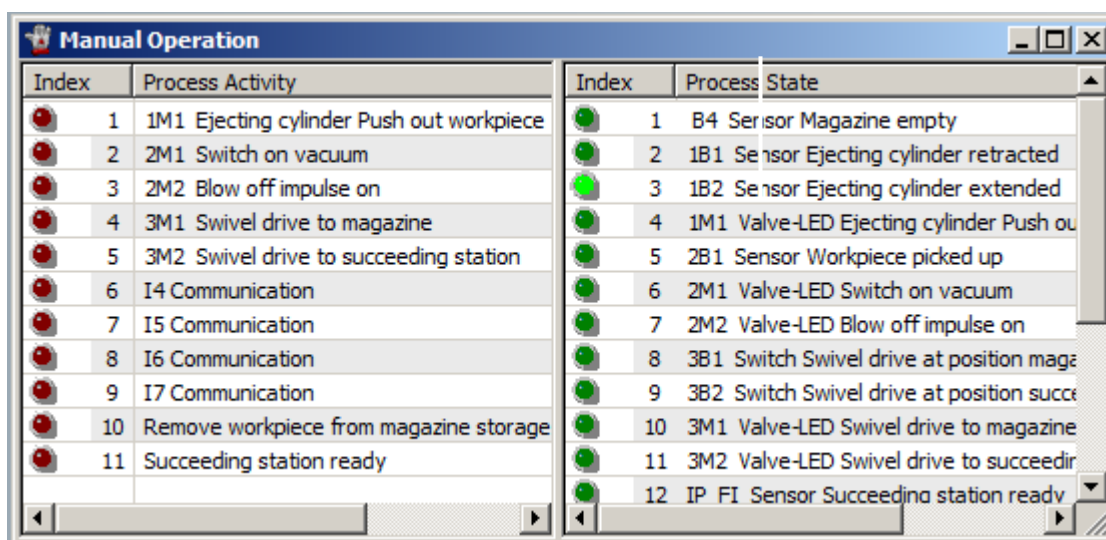 Manual Operation
Index Process Activity
1 1M1 Ejecting cylinder Push out workpiece
2 2M1 Switch on vacuum
3 2M2 Blow off impulse on
4 3M1 Swivel drive to magazine
5 3M2 Swivel drive to succeeding station
6 I4 Communication
7 I5 Communication
8 I6 Communication
9 I7 Communication
10 Remove workpiece from magazine storage
11 Succeeding station ready
Index Process State
1 B4 Sensor Magazine empty
2 1B1 Sensor Ejecting cylinder retracted
3 1B2 Sensor Ejecting cylinder extended
4 1M1 Valve-LED Ejecting cylinder Push ou
5 2B1 Sensor Workpiece picked up
6 2M1 Valve-LED Switch on vacuum
7 2M2 Valve-LED Blow off impulse on
8 3B1 Switch Swivel drive at position maga
9 3B2 Switch Swivel drive at position succe
10 3M1 Valve-LED Swivel drive to magazine
11 3M2 Valve-LED Swivel drive to succeedir
12 IP_FI Sensor Succeeding station ready